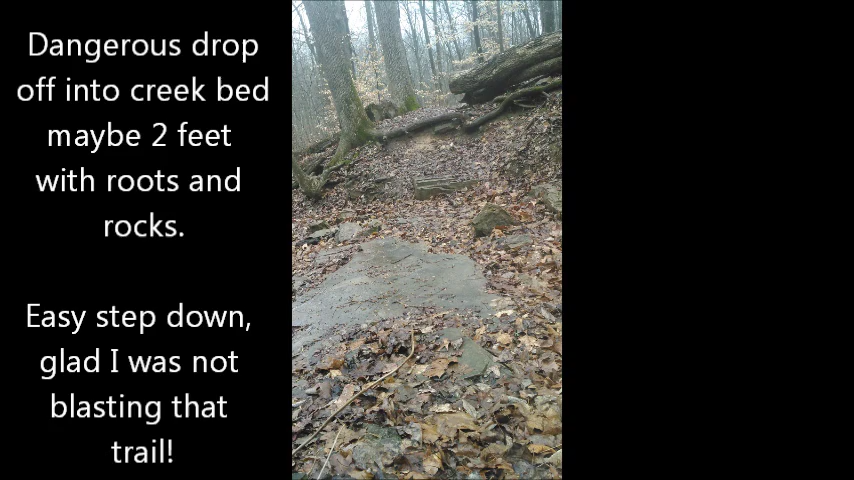 Dangerous drop
off into creek bed
maybe 2 feet
with roots and
rocks.
Easy step down,
glad I was not
blasting that
trail!